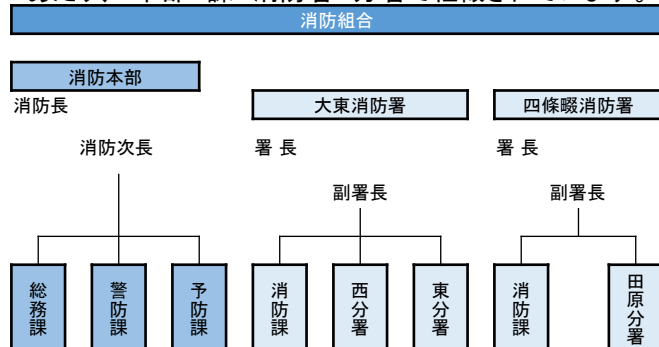 消防組合
消防本部
消防長
大東消防署
四條畷消防署
消防次長
署 長
署 長
副署長
副署長
総務課
警防課
予防課
消防課
西分署
東分署
消防課
田原分署